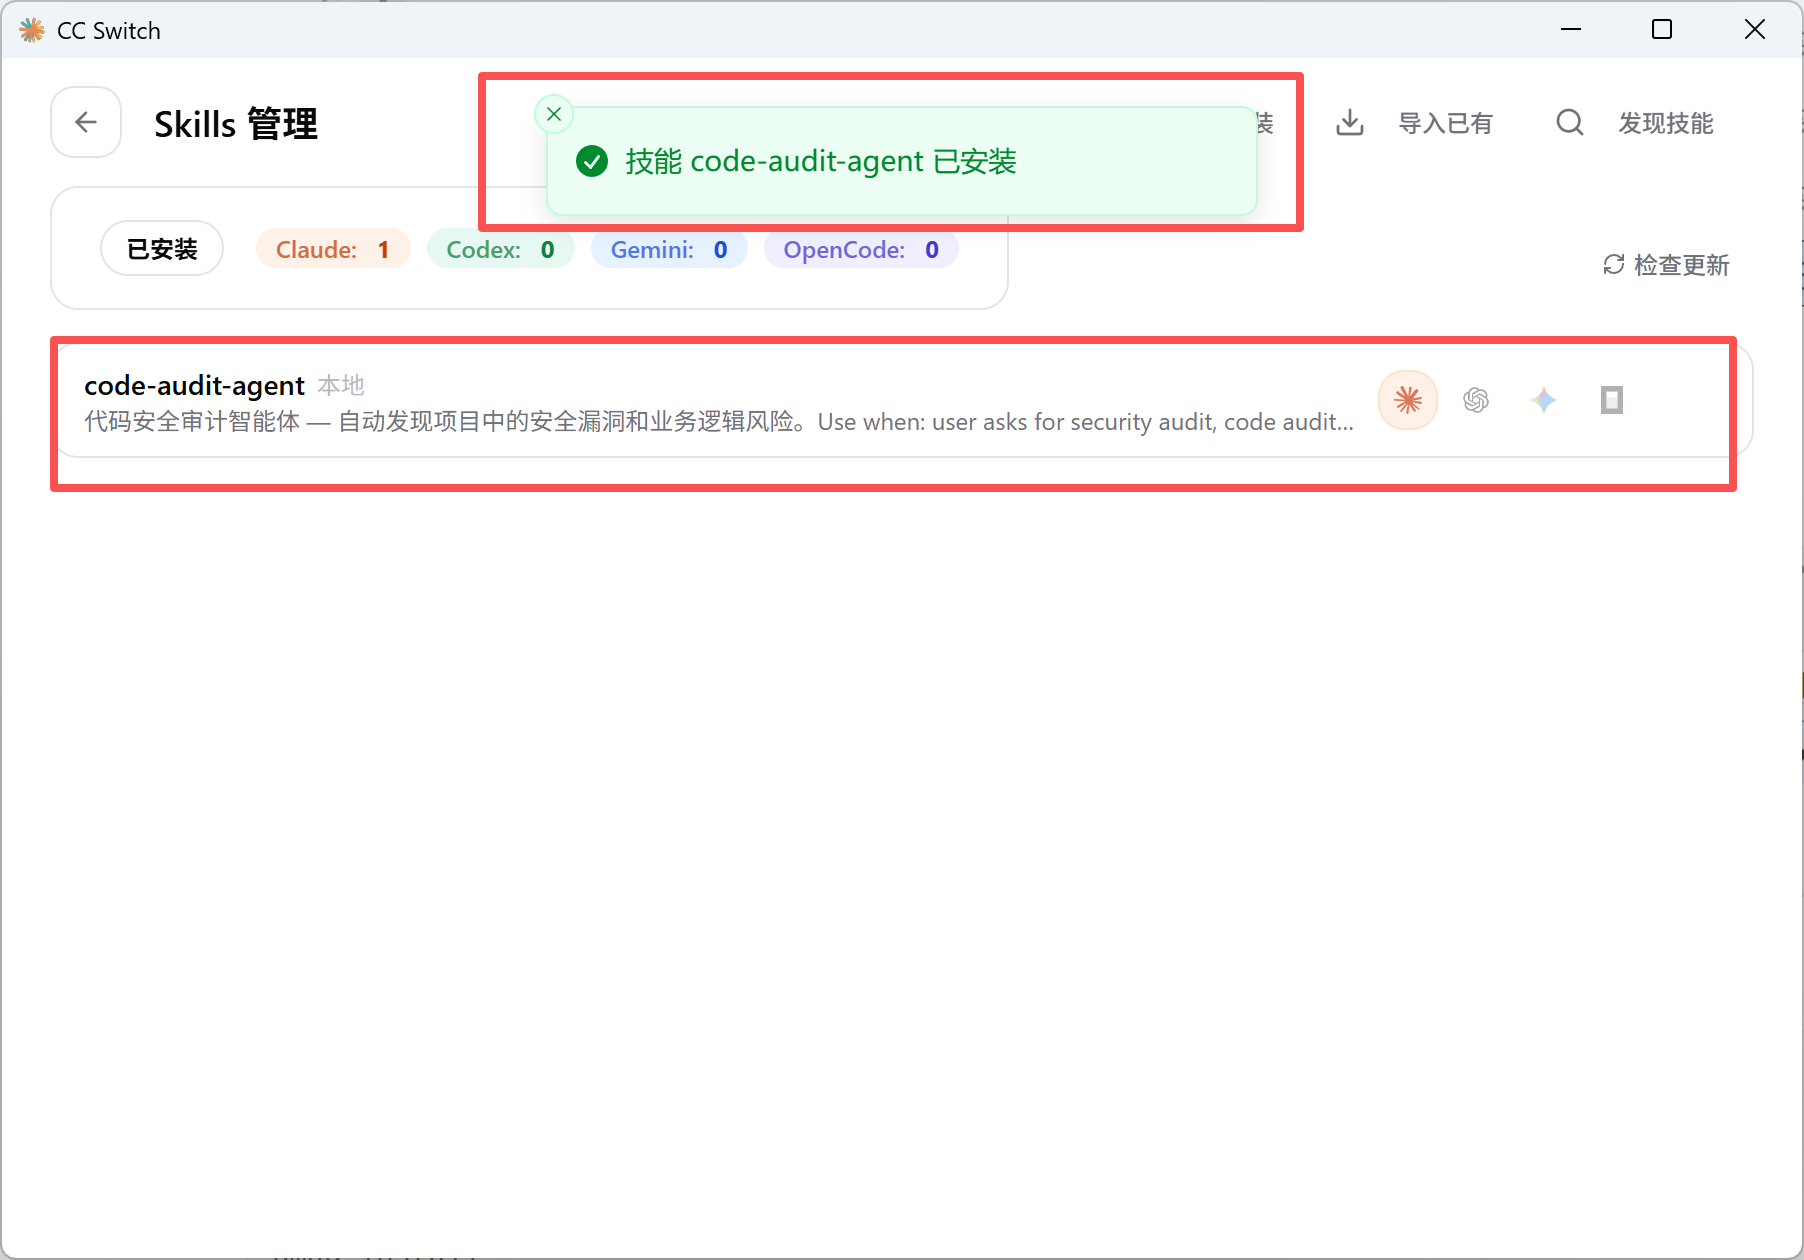 CC Switch
Skills 管理
技能 code-audit-agent 已安装
装
导入已有
发现技能
已安装
Claude: 1
Codex: 0
Gemini: 0
OpenCode: 0
检查更新
code-audit-agent 本地
代码安全审计智能体 — 自动发现项目中的安全漏洞和业务逻辑风险。Use when: user asks for security audit, code audit...